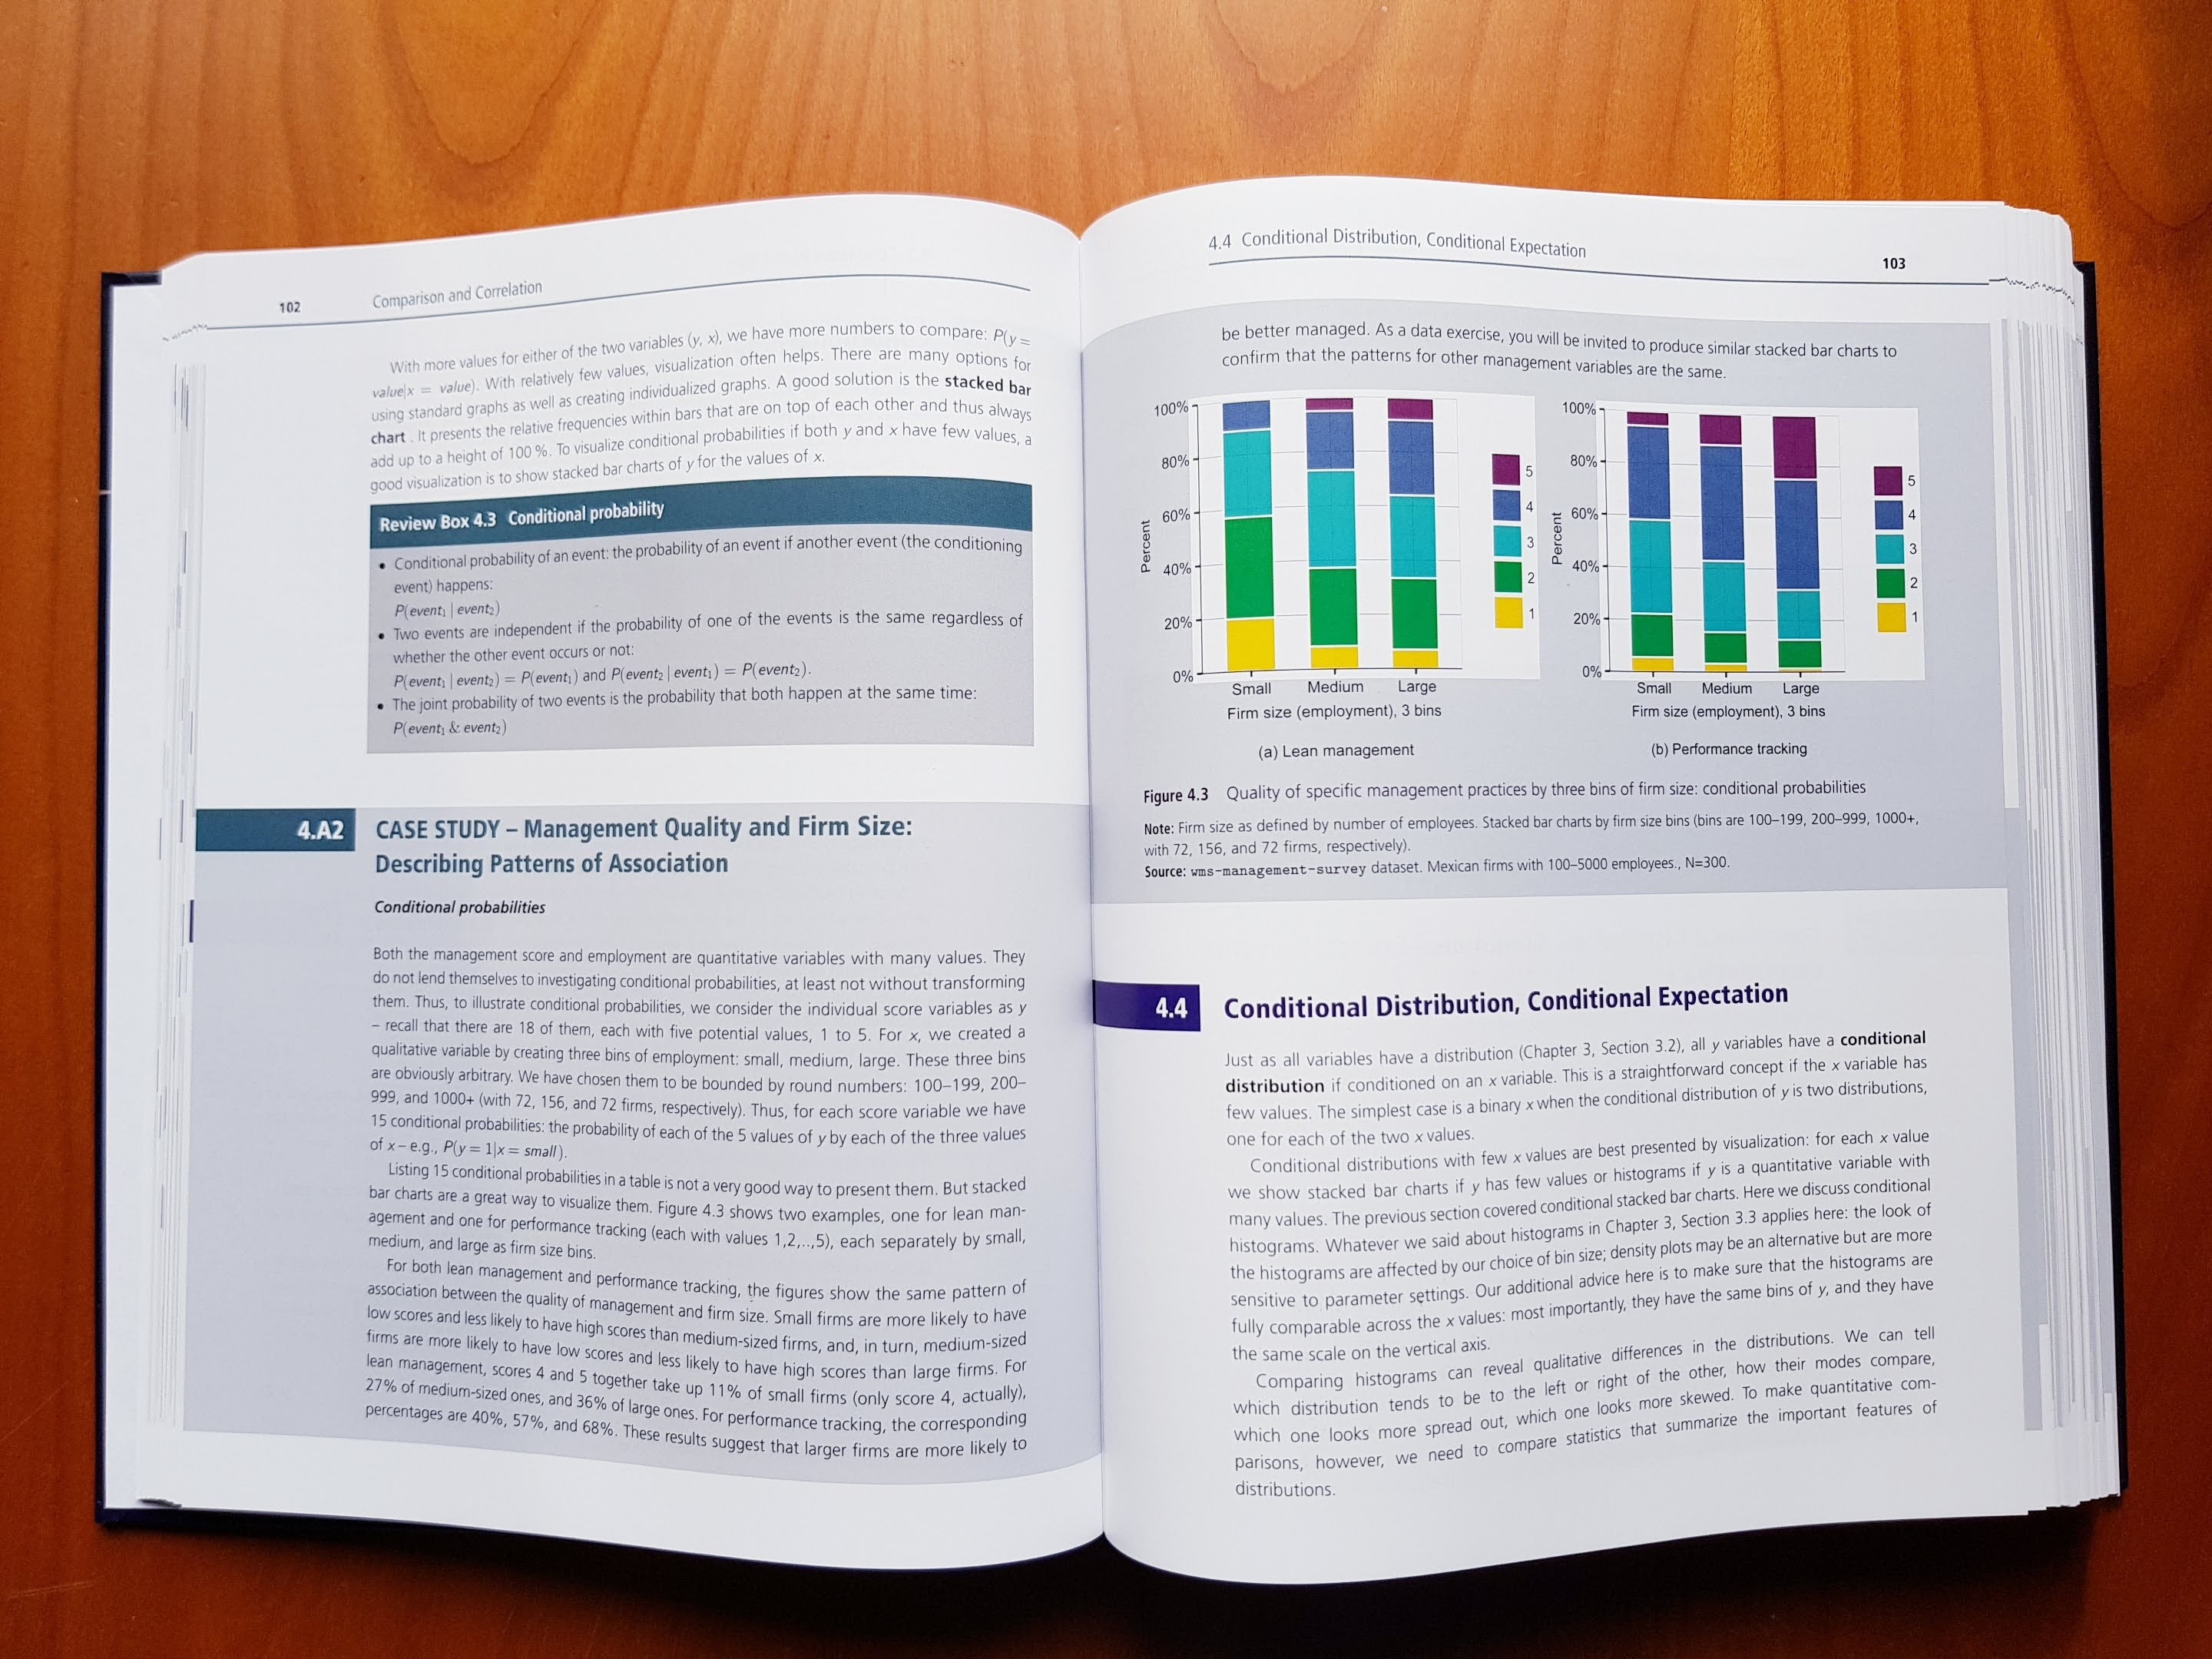 102
Comparison and Correlation
With more values for either of the two variables (y, x), we have more numbers to compare: P(y =
value|x = value). With relatively few values, visualization often helps. There are many options for
using standard graphs as well as creating individualized graphs. A good solution is the stacked bar
chart . It presents the relative frequencies within bars that are on top of each other and thus always
add up to a height of 100 %. To visualize conditional probabilities if both y and x have few values, a
good visualization is to show stacked bar charts of y for the values of x.
Review Box 4.3 Conditional probability
• Conditional probability of an event: the probability of an event if another event (the conditioning
event) happens:
P(event₁ | event₂)
• Two events are independent if the probability of one of the events is the same regardless of
whether the other event occurs or not:
P(event₁ | event₂) = P(event₁) and P(event₂ | event₁) = P(event₂).
• The joint probability of two events is the probability that both happen at the same time:
P(event₁ & event₂)
4.A2
CASE STUDY – Management Quality and Firm Size:
Describing Patterns of Association
Conditional probabilities
Both the management score and employment are quantitative variables with many values. They
do not lend themselves to investigating conditional probabilities, at least not without transforming
them. Thus, to illustrate conditional probabilities, we consider the individual score variables as y
– recall that there are 18 of them, each with five potential values, 1 to 5. For x, we created a
qualitative variable by creating three bins of employment: small, medium, large. These three bins
are obviously arbitrary. We have chosen them to be bounded by round numbers: 100–199, 200–
999, and 1000+ (with 72, 156, and 72 firms, respectively). Thus, for each score variable we have
15 conditional probabilities: the probability of each of the 5 values of y by each of the three values
of x – e.g., P(y = 1|x = small).
Listing 15 conditional probabilities in a table is not a very good way to present them. But stacked
bar charts are a great way to visualize them. Figure 4.3 shows two examples, one for lean man-
agement and one for performance tracking (each with values 1,2,..,5), each separately by small,
medium, and large as firm size bins.
For both lean management and performance tracking, the figures show the same pattern of
association between the quality of management and firm size. Small firms are more likely to have
low scores and less likely to have high scores than medium-sized firms, and, in turn, medium-sized
firms are more likely to have low scores and less likely to have high scores than large firms. For
lean management, scores 4 and 5 together take up 11% of small firms (only score 4, actually),
27% of medium-sized ones, and 36% of large ones. For performance tracking, the corresponding
percentages are 40%, 57%, and 68%. These results suggest that larger firms are more likely to
4.4 Conditional Distribution, Conditional Expectation
103
be better managed. As a data exercise, you will be invited to produce similar stacked bar charts to
confirm that the patterns for other management variables are the same.
100%
80%
60%
40%
20%
0%
Percent
Small Medium Large
Firm size (employment), 3 bins
5
4
3
2
1
(a) Lean management
100%
80%
60%
40%
20%
0%
Percent
Small Medium Large
Firm size (employment), 3 bins
5
4
3
2
1
(b) Performance tracking
Figure 4.3 Quality of specific management practices by three bins of firm size: conditional probabilities
Note: Firm size as defined by number of employees. Stacked bar charts by firm size bins (bins are 100–199, 200–999, 1000+,
with 72, 156, and 72 firms, respectively).
Source: wms-management-survey dataset. Mexican firms with 100–5000 employees., N=300.
4.4
Conditional Distribution, Conditional Expectation
Just as all variables have a distribution (Chapter 3, Section 3.2), all y variables have a conditional
distribution if conditioned on an x variable. This is a straightforward concept if the x variable has
few values. The simplest case is a binary x when the conditional distribution of y is two distributions,
one for each of the two x values.
Conditional distributions with few x values are best presented by visualization: for each x value
we show stacked bar charts if y has few values or histograms if y is a quantitative variable with
many values. The previous section covered conditional stacked bar charts. Here we discuss conditional
histograms. Whatever we said about histograms in Chapter 3, Section 3.3 applies here: the look of
the histograms are affected by our choice of bin size; density plots may be an alternative but are more
sensitive to parameter settings. Our additional advice here is to make sure that the histograms are
fully comparable across the x values: most importantly, they have the same bins of y, and they have
the same scale on the vertical axis.
Comparing histograms can reveal qualitative differences in the distributions. We can tell
which distribution tends to be to the left or right of the other, how their modes compare,
which one looks more spread out, which one looks more skewed. To make quantitative com-
parisons, however, we need to compare statistics that summarize the important features of
distributions.